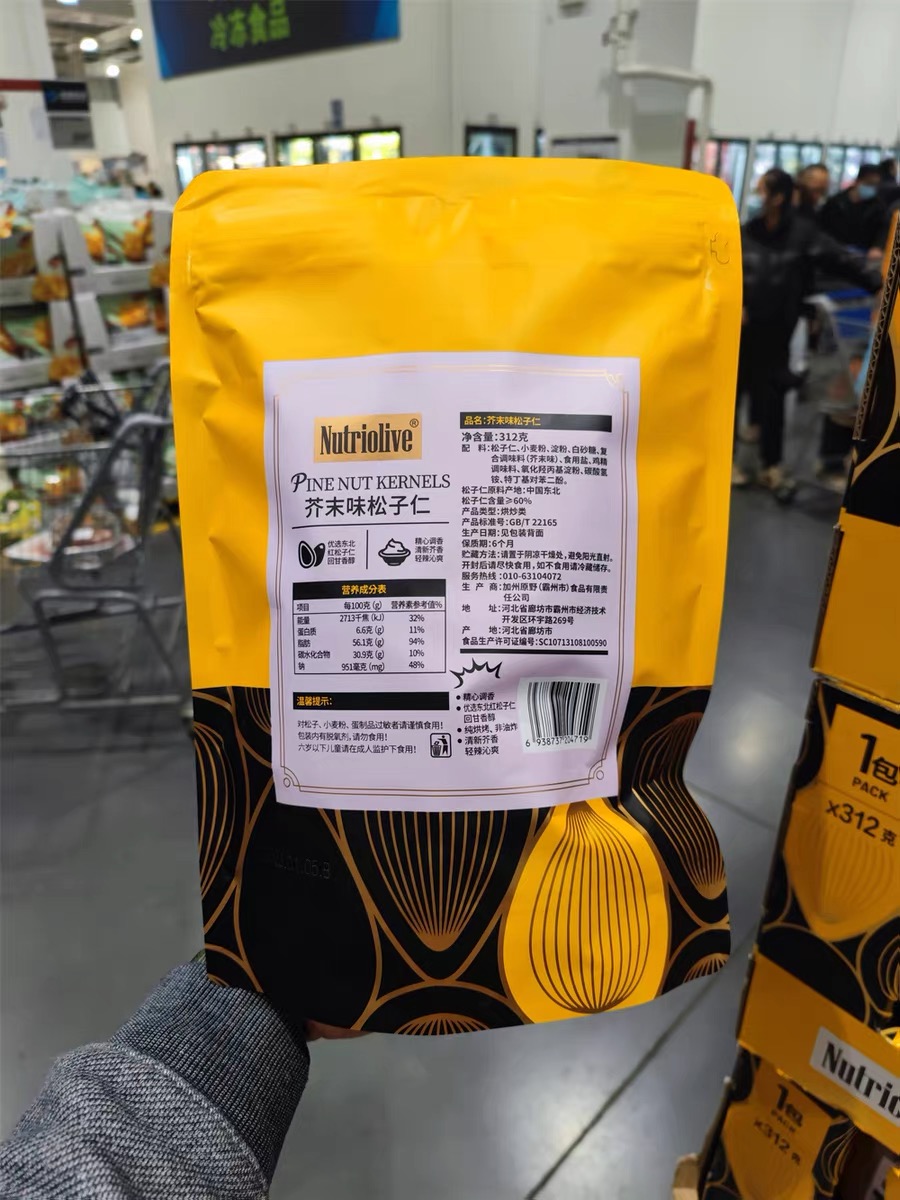 冷冻食品
Nutriolive®
PINE NUT KERNELS
芥末味松子仁
优选东北
红松子仁
回甘香醇
精心调香
清新芥香
轻辣沁爽
营养成分表
项目 每100克(g) 营养素参考值%
能量 2713千焦(kJ) 32%
蛋白质 6.6克(g) 11%
脂肪 56.1克(g) 94%
碳水化合物 30.9克(g) 10%
钠 951毫克(mg) 48%
温馨提示:
对松子、小麦粉、蛋制品过敏者请谨慎食用!
包装内有脱氧剂,请勿食用!
六岁以下儿童请在成人监护下食用!
品名:芥末味松子仁
净含量:312克
配 料:松子仁、小麦粉、淀粉、白砂糖、复
合调味料(芥末味)、食用盐、鸡精
调味料、氧化羟丙基淀粉、碳酸氢
铵、特丁基对苯二酚。
松子仁原料产地:中国东北
松子仁含量≥60%
产品类型:烘炒类
产品标准号:GB/T 22165
生产日期:见包装背面
保质期:6个月
贮藏方法:请置于阴凉干燥处,避免阳光直射。
开封后请尽快食用,如不食用请冷藏储存。
服务热线:010-63104072
生 产 商:加州原野(霸州市)食品有限责
任公司
地 址:河北省廊坊市霸州市经济技术
开发区环宇路269号
产 地:河北省廊坊市
食品生产许可证编号:SC10713108100590
• 精心调香
• 优选东北红松子仁
回甘香醇
• 纯烘烤、非油炸
• 清新芥香
轻辣沁爽
6 938737 204719
1包
PACK
x312克
Nutrio
1包
PACK
x312克